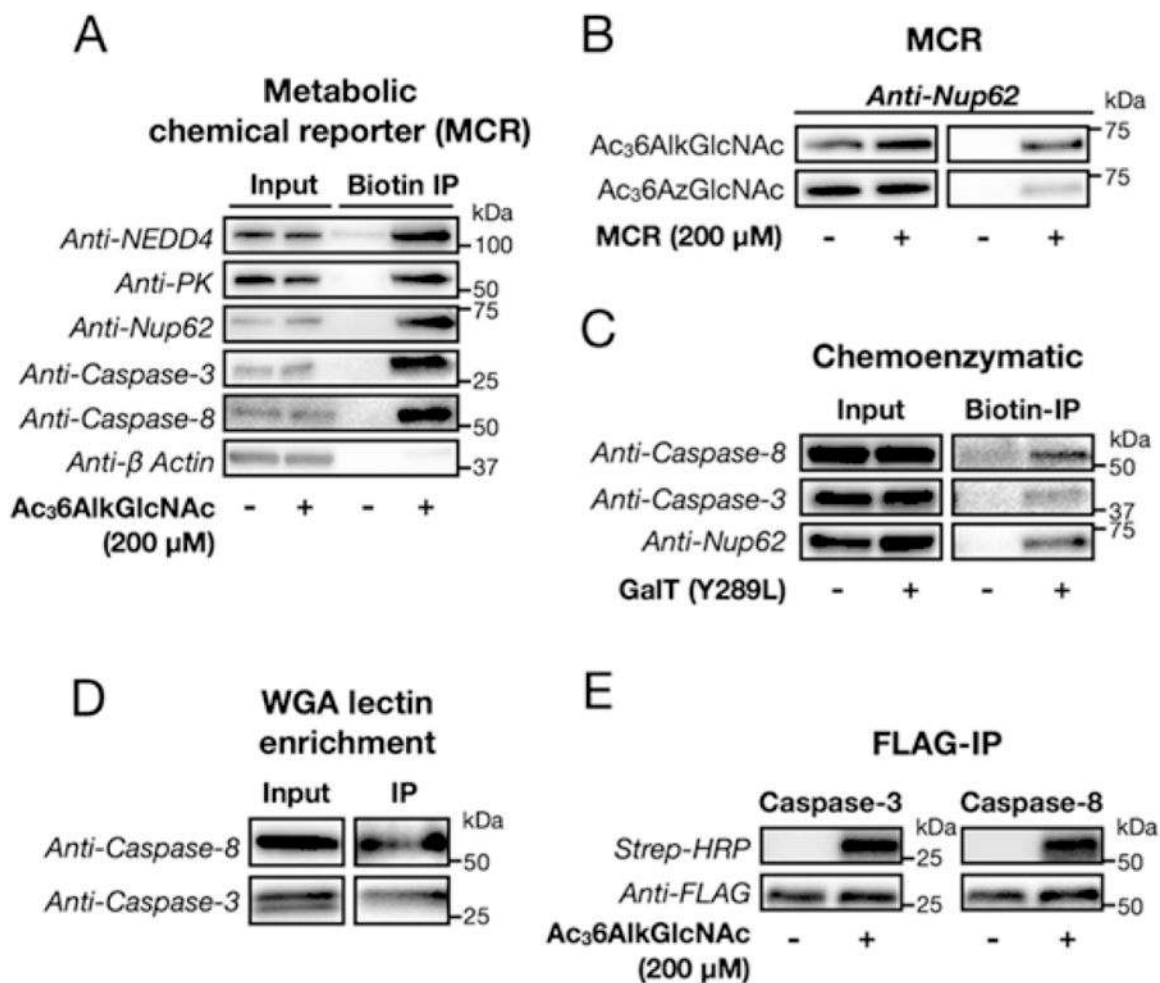 A
Metabolic
chemical reporter (MCR)
Input Biotin IP
kDa
Anti-NEDD4
100
Anti-PK
50
75
Anti-Nup62
Anti-Caspase-3
25
Anti-Caspase-8
50
Anti-β Actin
37
Ac₃6AlkGlcNAc - + - +
(200 µM)
B
MCR
Anti-Nup62
kDa
75
Ac₃6AlkGlcNAc
75
Ac₃6AzGlcNAc
MCR (200 µM) - + - +
C
Chemoenzymatic
Input Biotin-IP
kDa
Anti-Caspase-8
50
Anti-Caspase-3
37
75
Anti-Nup62
GalT (Y289L) - + - +
D
WGA lectin
enrichment
Input IP
kDa
Anti-Caspase-8
50
Anti-Caspase-3
25
E
FLAG-IP
Caspase-3 Caspase-8
kDa kDa
Strep-HRP
25 50
Anti-FLAG
25 50
Ac₃6AlkGlcNAc - + - +
(200 µM)